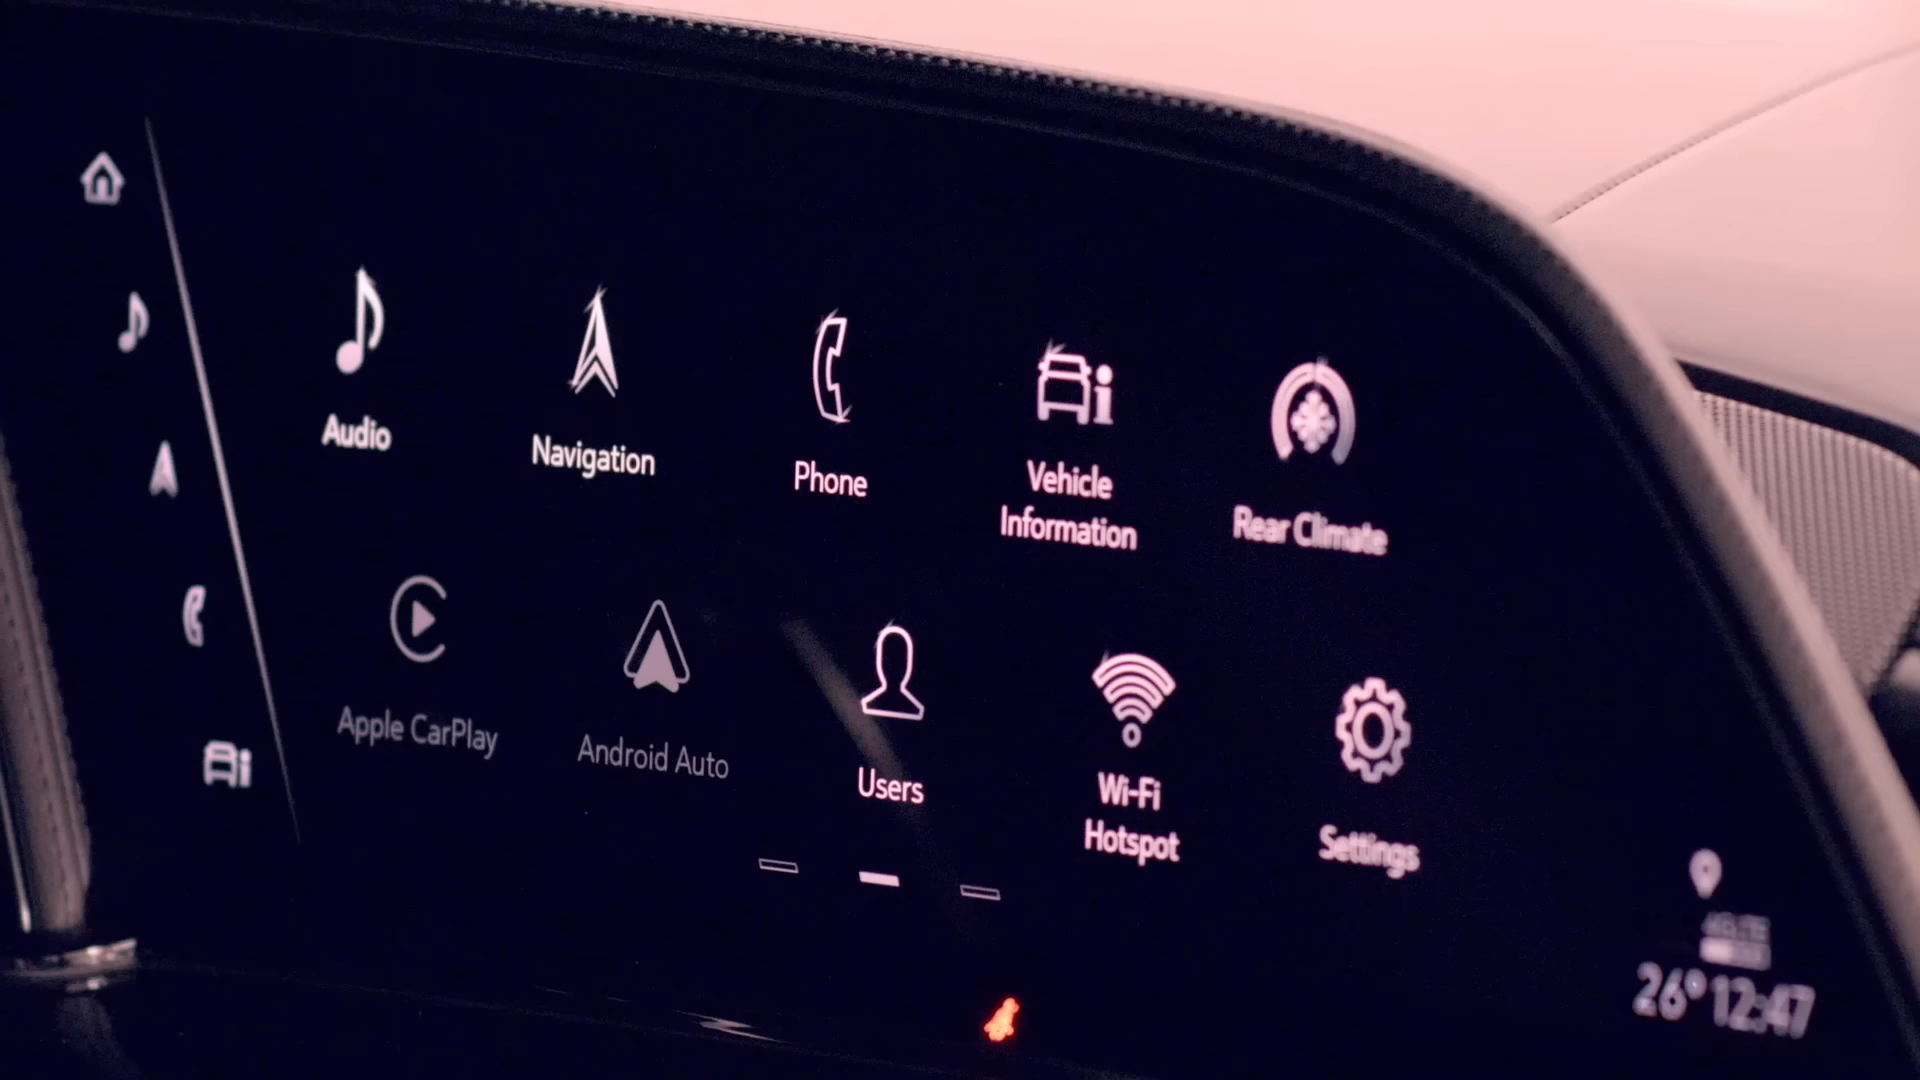 Audio
Navigation
Phone
Vehicle
Information
Rear Climate
Apple CarPlay
Android Auto
Users
Wi-Fi
Hotspot
Settings
26° 12:47